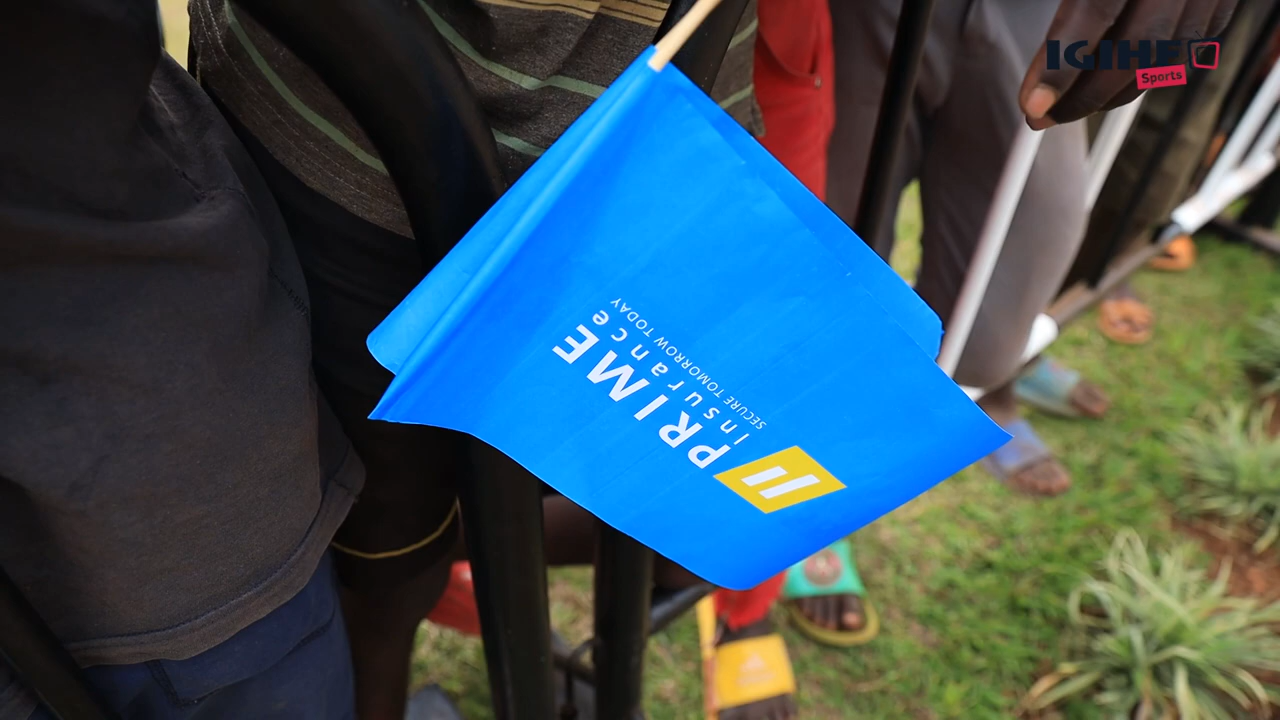 IGIHE
Sports
PRIME
insurance
SECURE TOMORROW TODAY